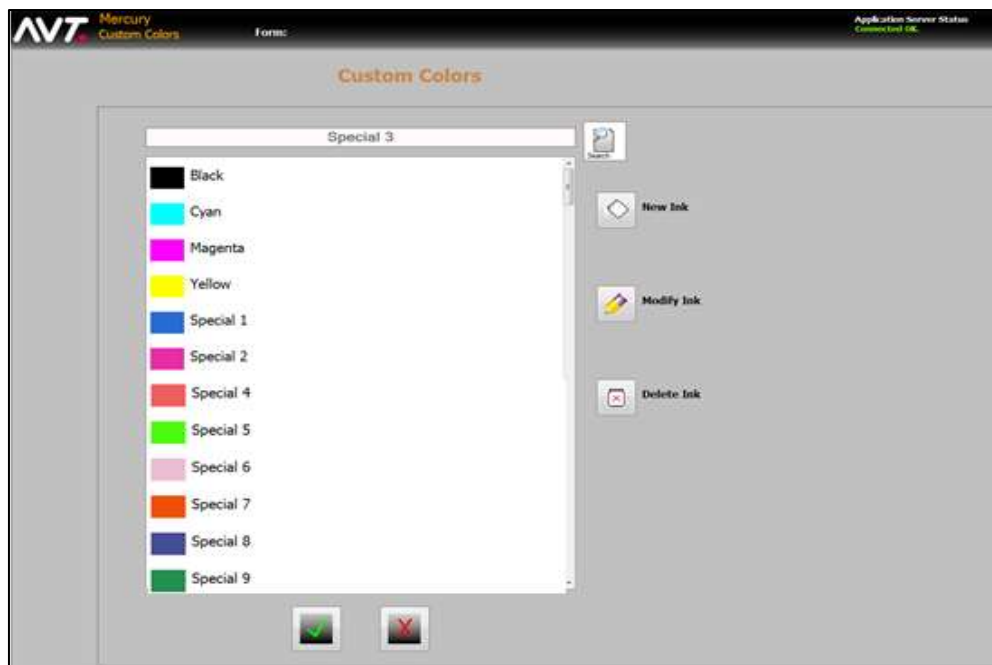 AVT
Mercury
Custom Colors
Form:
Application Server Status
Connected OK.
Custom Colors
Special 3
Search
Black
Cyan
Magenta
Yellow
Special 1
Special 2
Special 4
Special 5
Special 6
Special 7
Special 8
Special 9
New Ink
Modify Ink
Delete Ink